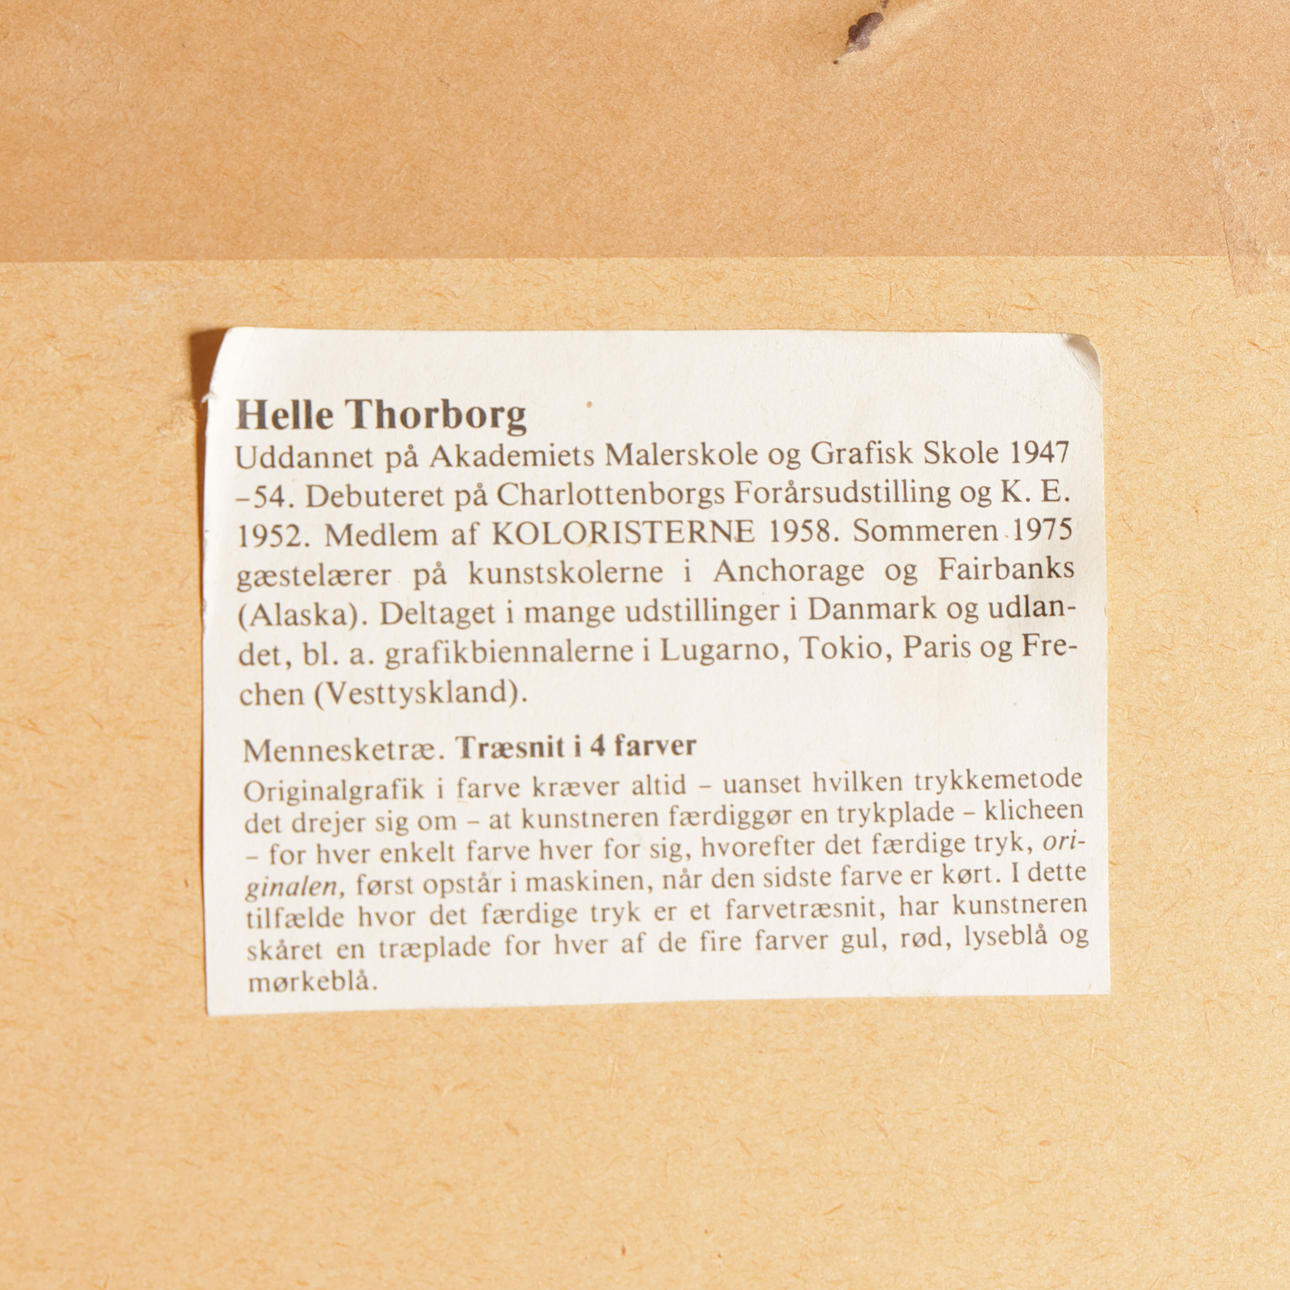 Helle Thorborg
Uddannet på Akademiets Malerskole og Grafisk Skole 1947
–54. Debuteret på Charlottenborgs Forårsudstilling og K. E.
1952. Medlem af KOLORISTERNE 1958. Sommeren 1975
gæstelærer på kunstskolerne i Anchorage og Fairbanks
(Alaska). Deltaget i mange udstillinger i Danmark og udlan-
det, bl. a. grafikbiennalerne i Lugarno, Tokio, Paris og Fre-
chen (Vesttyskland).
Mennesketræ. Træsnit i 4 farver
Originalgrafik i farve kræver altid – uanset hvilken trykkemetode
det drejer sig om – at kunstneren færdiggør en trykplade – klicheen
– for hver enkelt farve hver for sig, hvorefter det færdige tryk, ori-
ginalen, først opstår i maskinen, når den sidste farve er kørt. I dette
tilfælde hvor det færdige tryk er et farvetræsnit, har kunstneren
skåret en træplade for hver af de fire farver gul, rød, lyseblå og
mørkeblå.